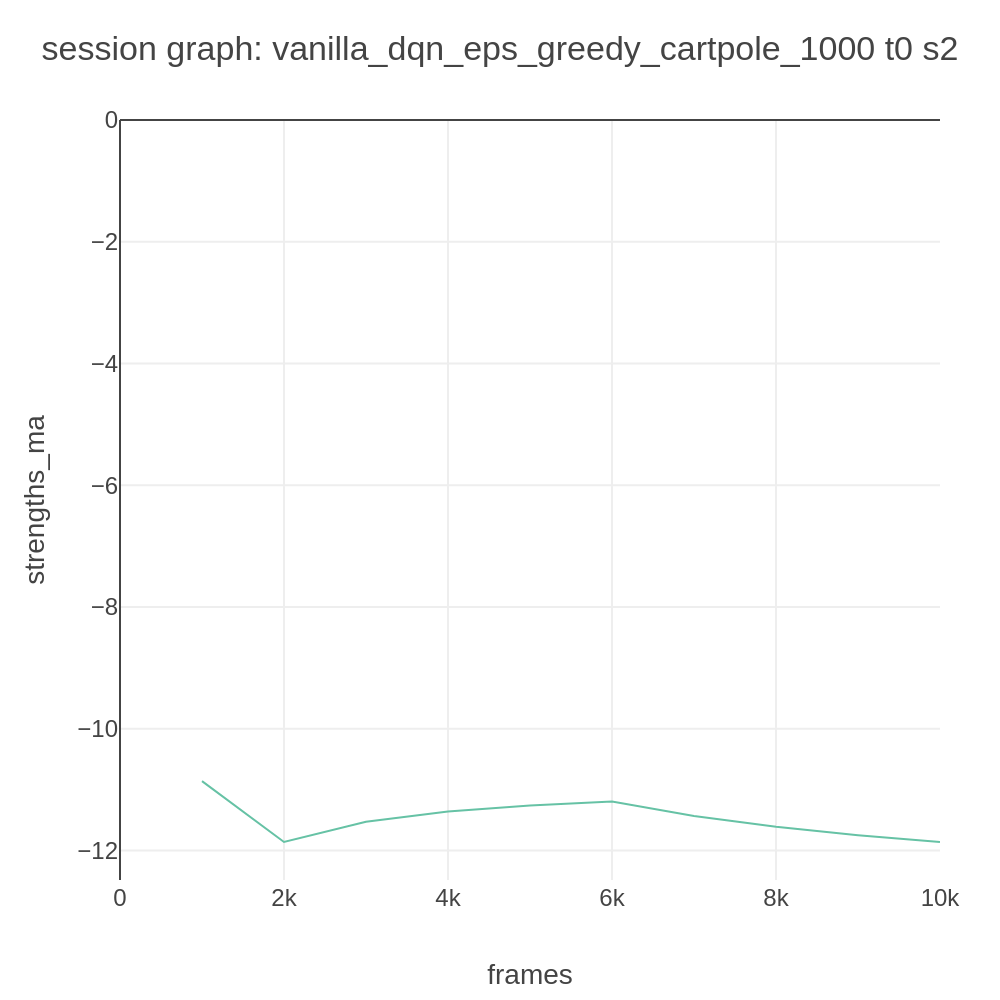 session graph: vanilla_dqn_eps_greedy_cartpole_1000 t0 s2
0
−2
−4
−6
−8
−10
−12
strengths_ma
0 2k 4k 6k 8k 10k
frames